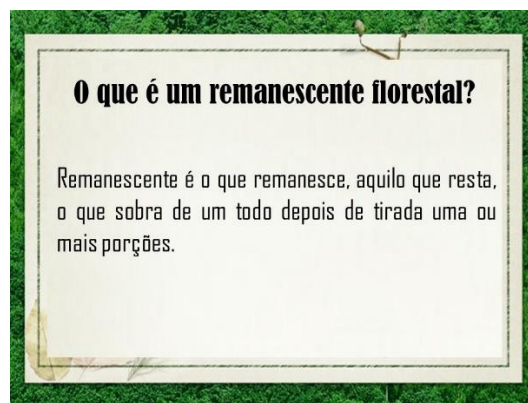 O que é um remanescente florestal?
Remanescente é o que remanesce, aquilo que resta,
o que sobra de um todo depois de tirada uma ou
mais porções.